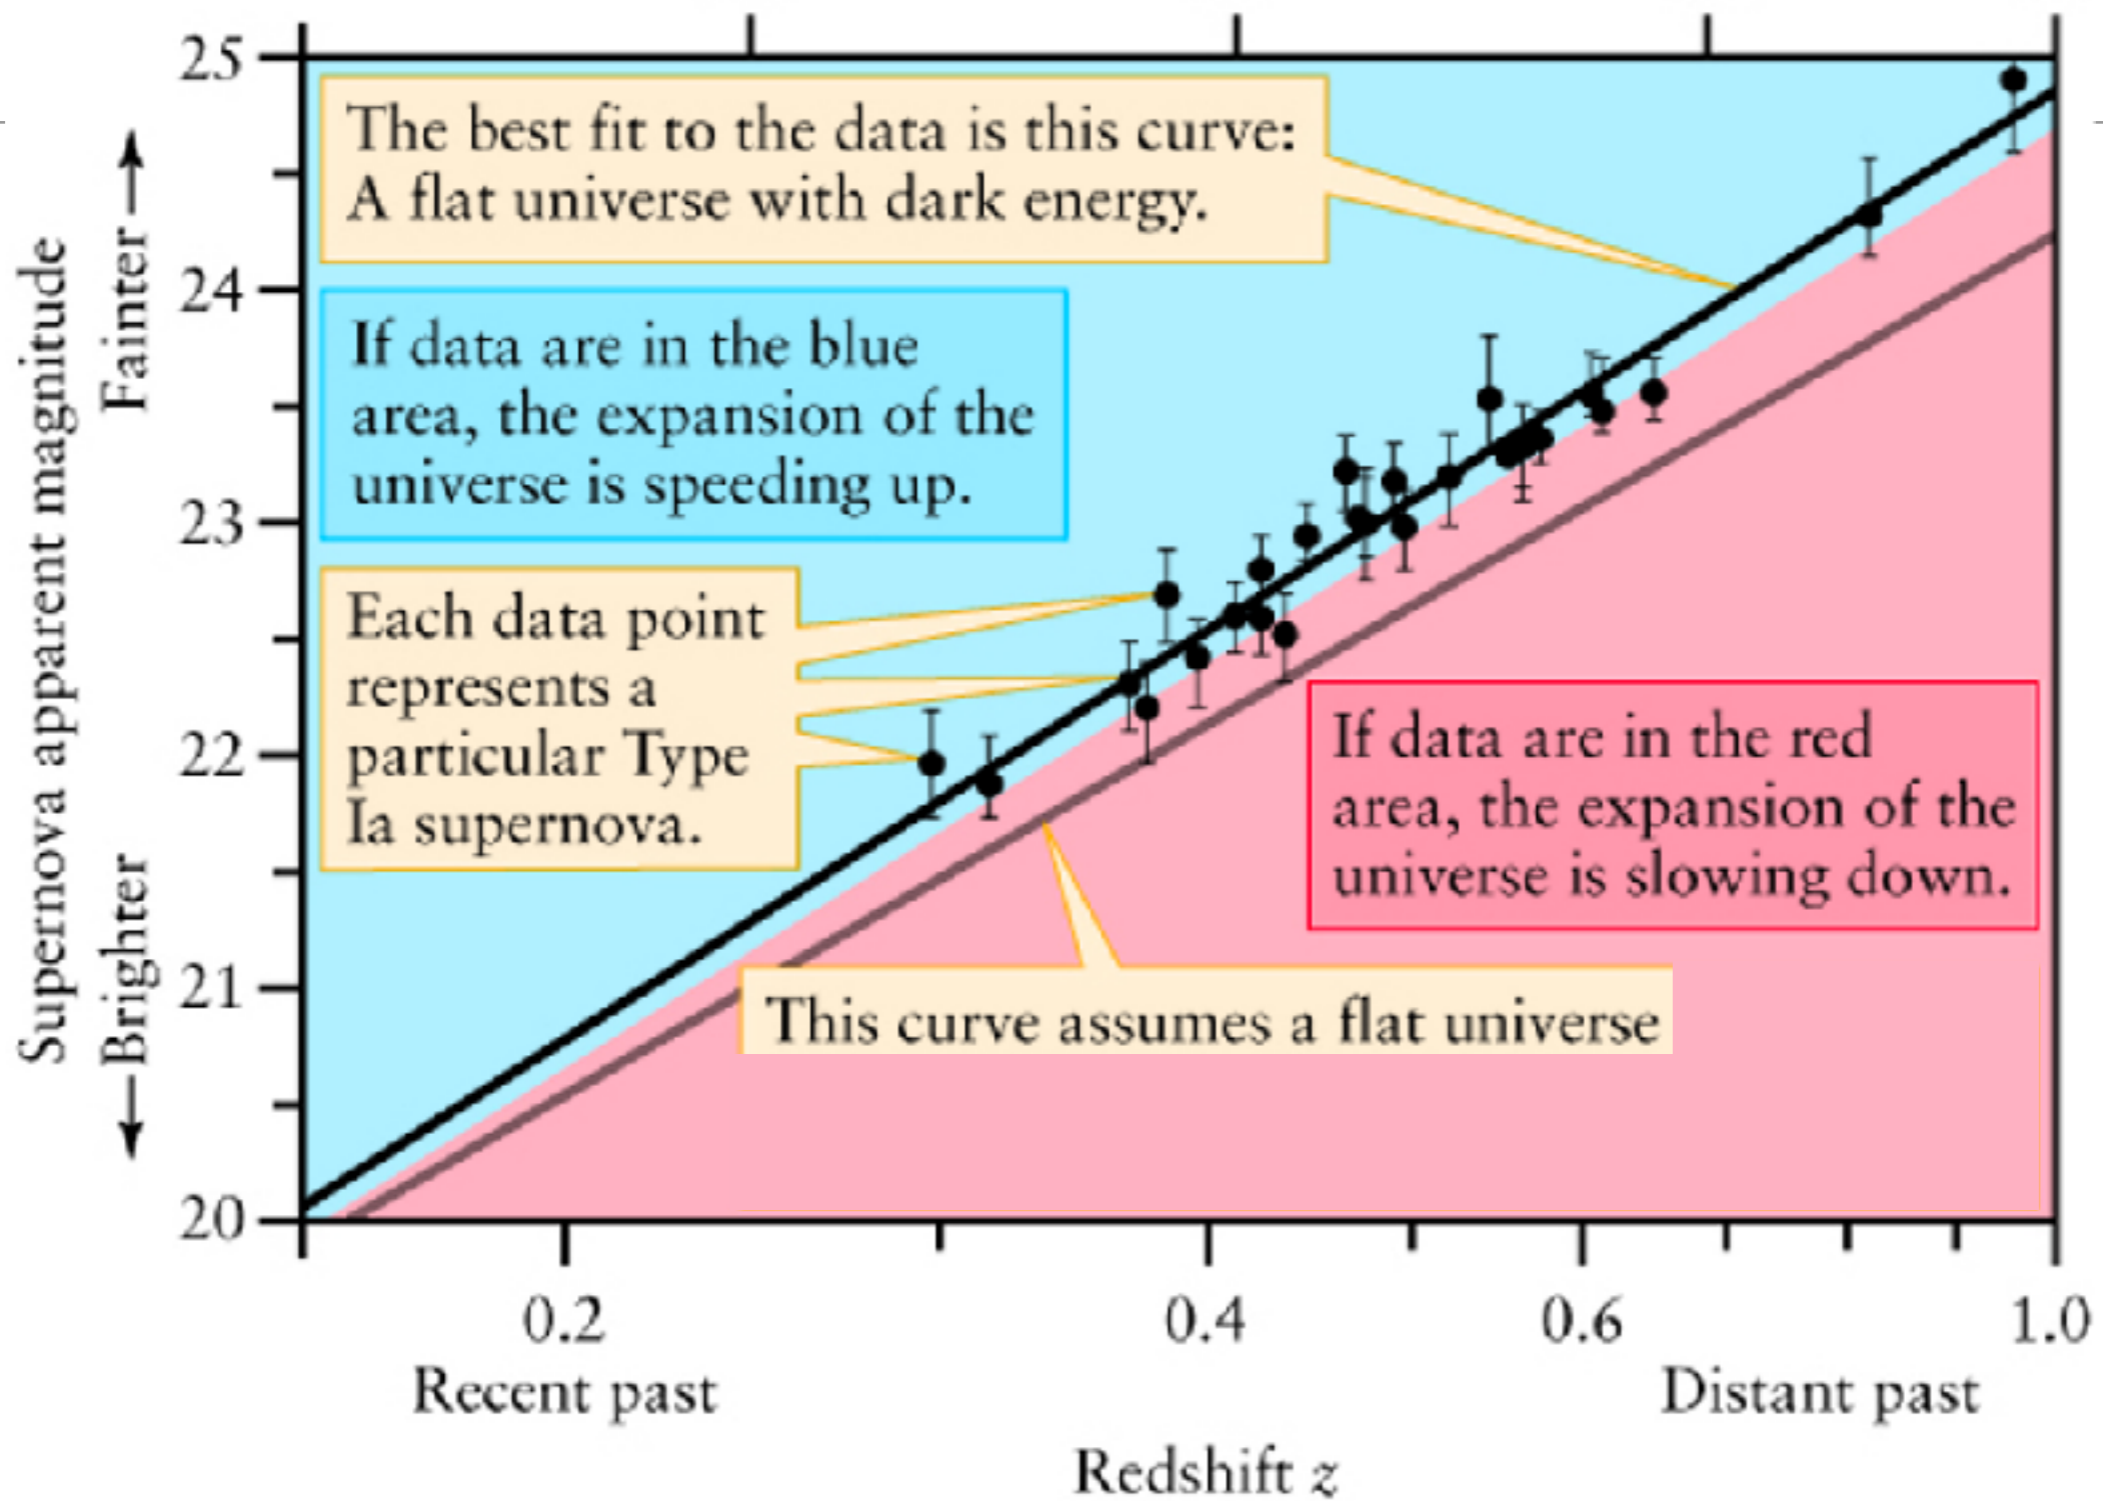 25
The best fit to the data is this curve:
A flat universe with dark energy.
24
If data are in the blue
area, the expansion of the
universe is speeding up.
23
Each data point
represents a
particular Type
Ia supernova.
22
If data are in the red
area, the expansion of the
universe is slowing down.
21
This curve assumes a flat universe
20
Supernova apparent magnitude
Fainter
Brighter
0.2
0.4
0.6
1.0
Recent past
Distant past
Redshift z